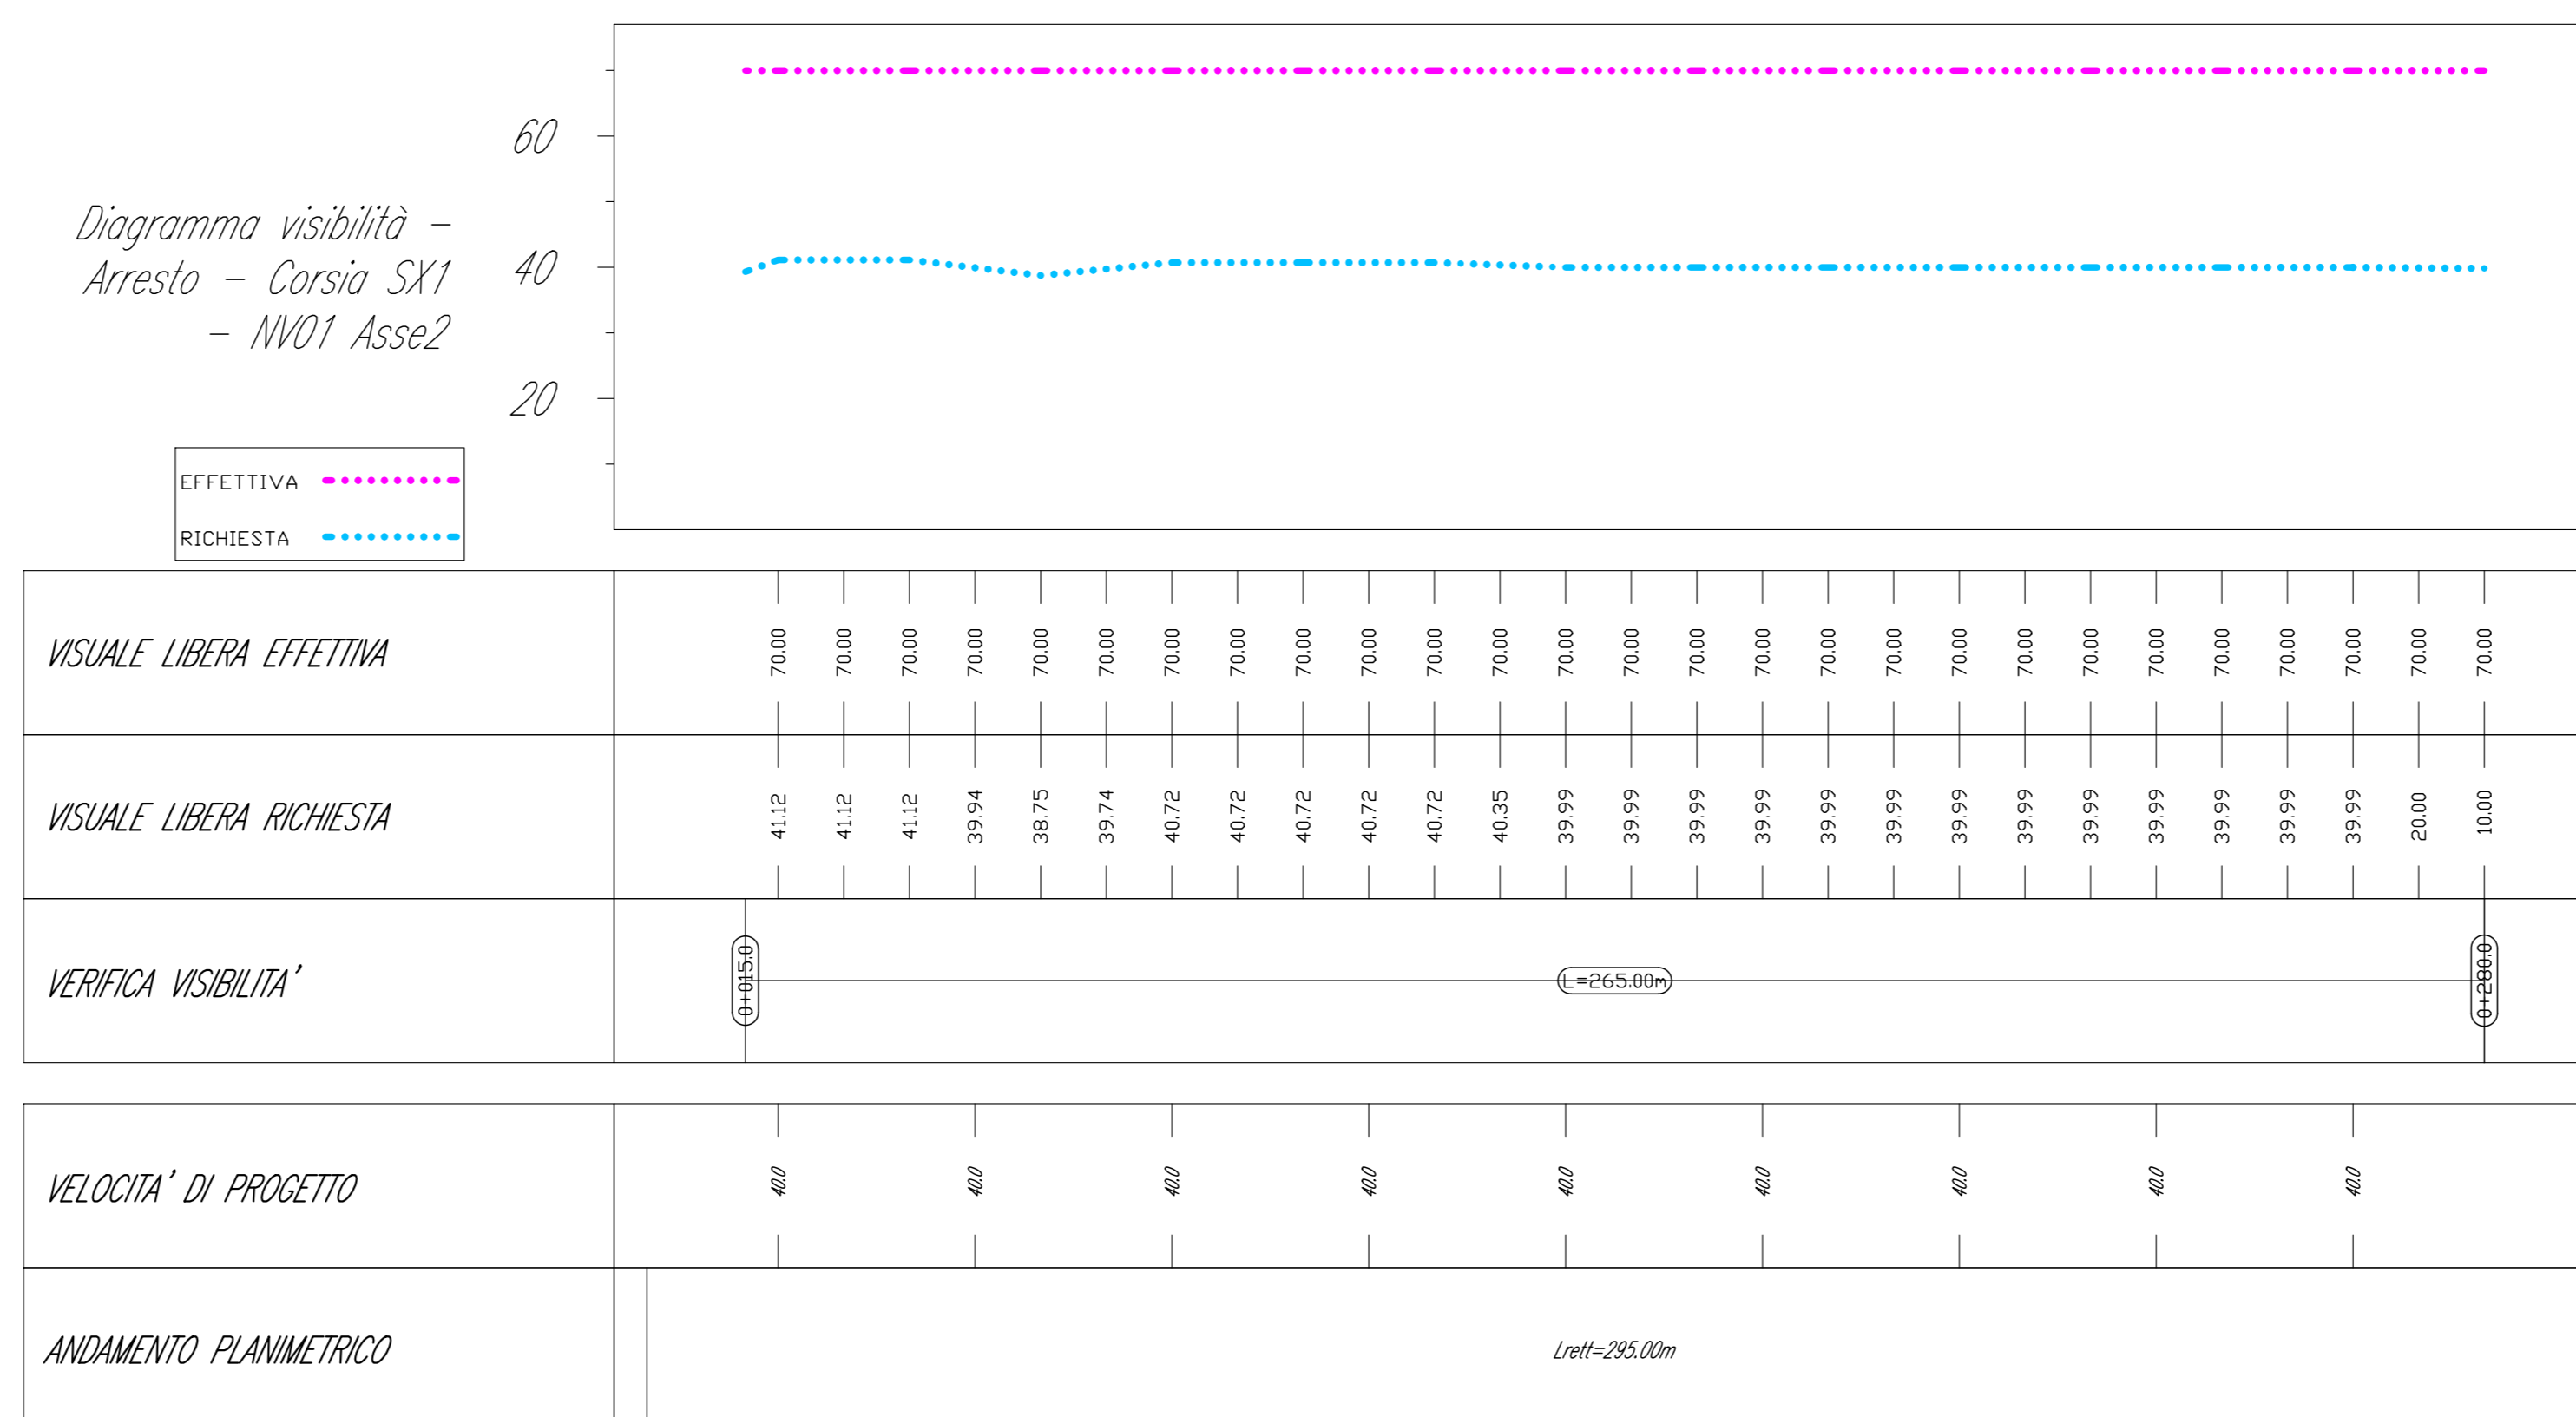 60
40
20
Diagramma visibilità –
Arresto – Corsia SX1
– NV01 Asse2
EFFETTIVA
RICHIESTA
VISUALE LIBERA EFFETTIVA
70.00 70.00 70.00 70.00 70.00 70.00 70.00 70.00 70.00 70.00 70.00 70.00 70.00 70.00 70.00 70.00 70.00 70.00 70.00 70.00 70.00 70.00 70.00 70.00 70.00 70.00 70.00
VISUALE LIBERA RICHIESTA
41.12 41.12 41.12 39.94 38.75 39.74 40.72 40.72 40.72 40.72 40.72 40.35 39.99 39.99 39.99 39.99 39.99 39.99 39.99 39.99 39.99 39.99 39.99 39.99 39.99 20.00 10.00
VERIFICA VISIBILITA'
0+015.0 L=265.00m 0+280.0
VELOCITA' DI PROGETTO
40.0 40.0 40.0 40.0 40.0 40.0 40.0 40.0 40.0
ANDAMENTO PLANIMETRICO
Lrett=295.00m